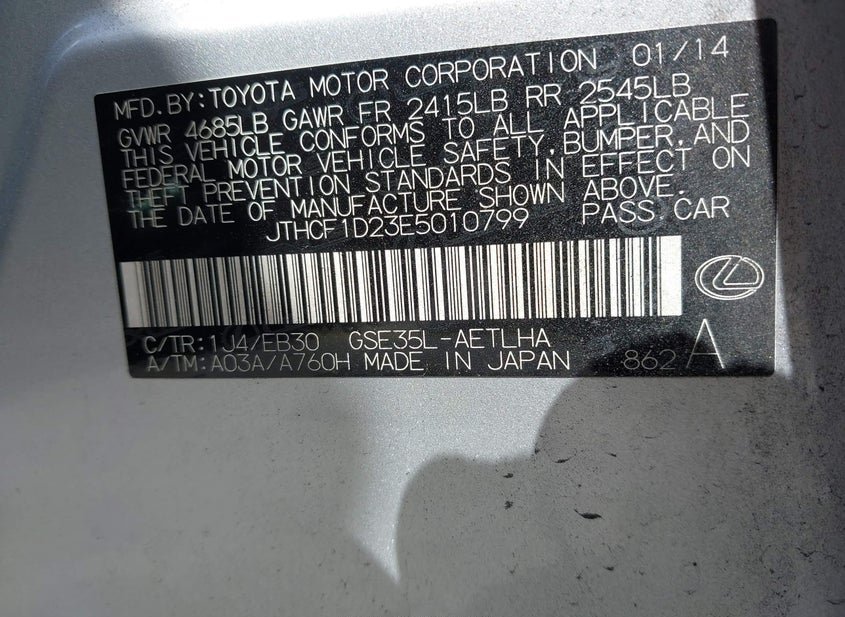 MFD. BY: TOYOTA MOTOR CORPORATION 01/14
GVWR 4685LB GAWR FR 2415LB RR 2545LB
THIS VEHICLE CONFORMS TO ALL APPLICABLE
FEDERAL MOTOR VEHICLE SAFETY, BUMPER, AND
THEFT PREVENTION STANDARDS IN EFFECT ON
THE DATE OF MANUFACTURE SHOWN ABOVE.
JTHCF1D23E5010799 PASS. CAR
C/TR: 1J4/EB30 GSE35L-AETLHA
A/TM: A03A/A760H MADE IN JAPAN 862 A